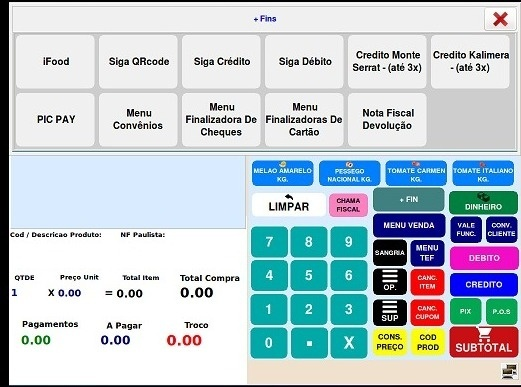 + Fins
iFood
Siga QRcode
Siga Crédito
Siga Débito
Credito Monte
Serrat - (até 3x)
Credito Kalimera
- (até 3x)
PIC PAY
Menu
Convênios
Menu
Finalizadora De
Cheques
Menu
Finalizadoras De
Cartão
Nota Fiscal
Devolução
MELAO AMARELO
KG.
PESSEGO
NACIONAL KG.
TOMATE CARMEN
KG.
TOMATE ITALIANO
KG.
LIMPAR
CHAMA
FISCAL
+ FIN
DINHEIRO
MENU VENDA
VALE
FUNC.
CONV.
CLIENTE
Cod / Descricao Produto:
NF Paulista:
7
8
9
SANGRIA
MENU
TEF
DEBITO
QTDE
Preço Unit
Total Item
Total Compra
1
X 0.00
= 0.00
0.00
4
5
6
OP.
CANC.
ITEM
CREDITO
1
2
3
SUP
CANC.
CUPOM
PIX
P.O.S
Pagamentos
A Pagar
Troco
0.00
0.00
0.00
0
.
X
CONS.
PREÇO
COD
PROD
SUBTOTAL